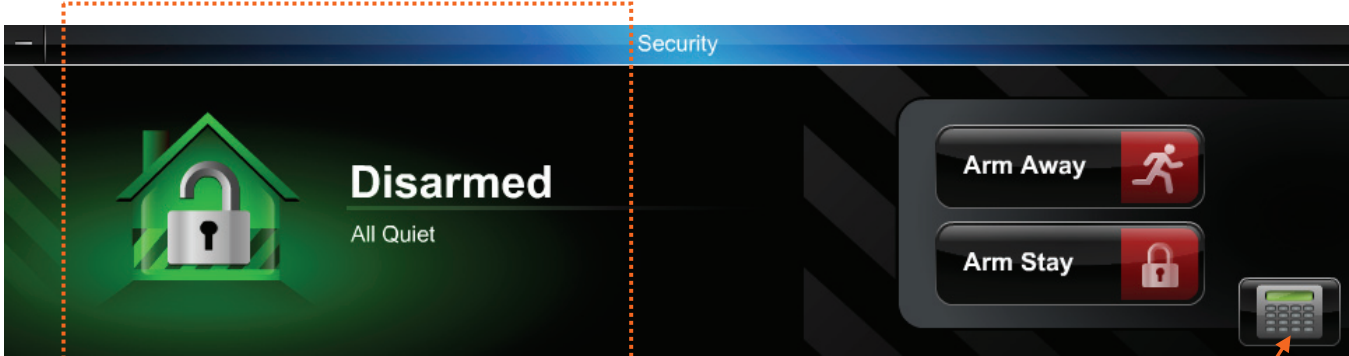 Security
Disarmed
All Quiet
Arm Away
Arm Stay